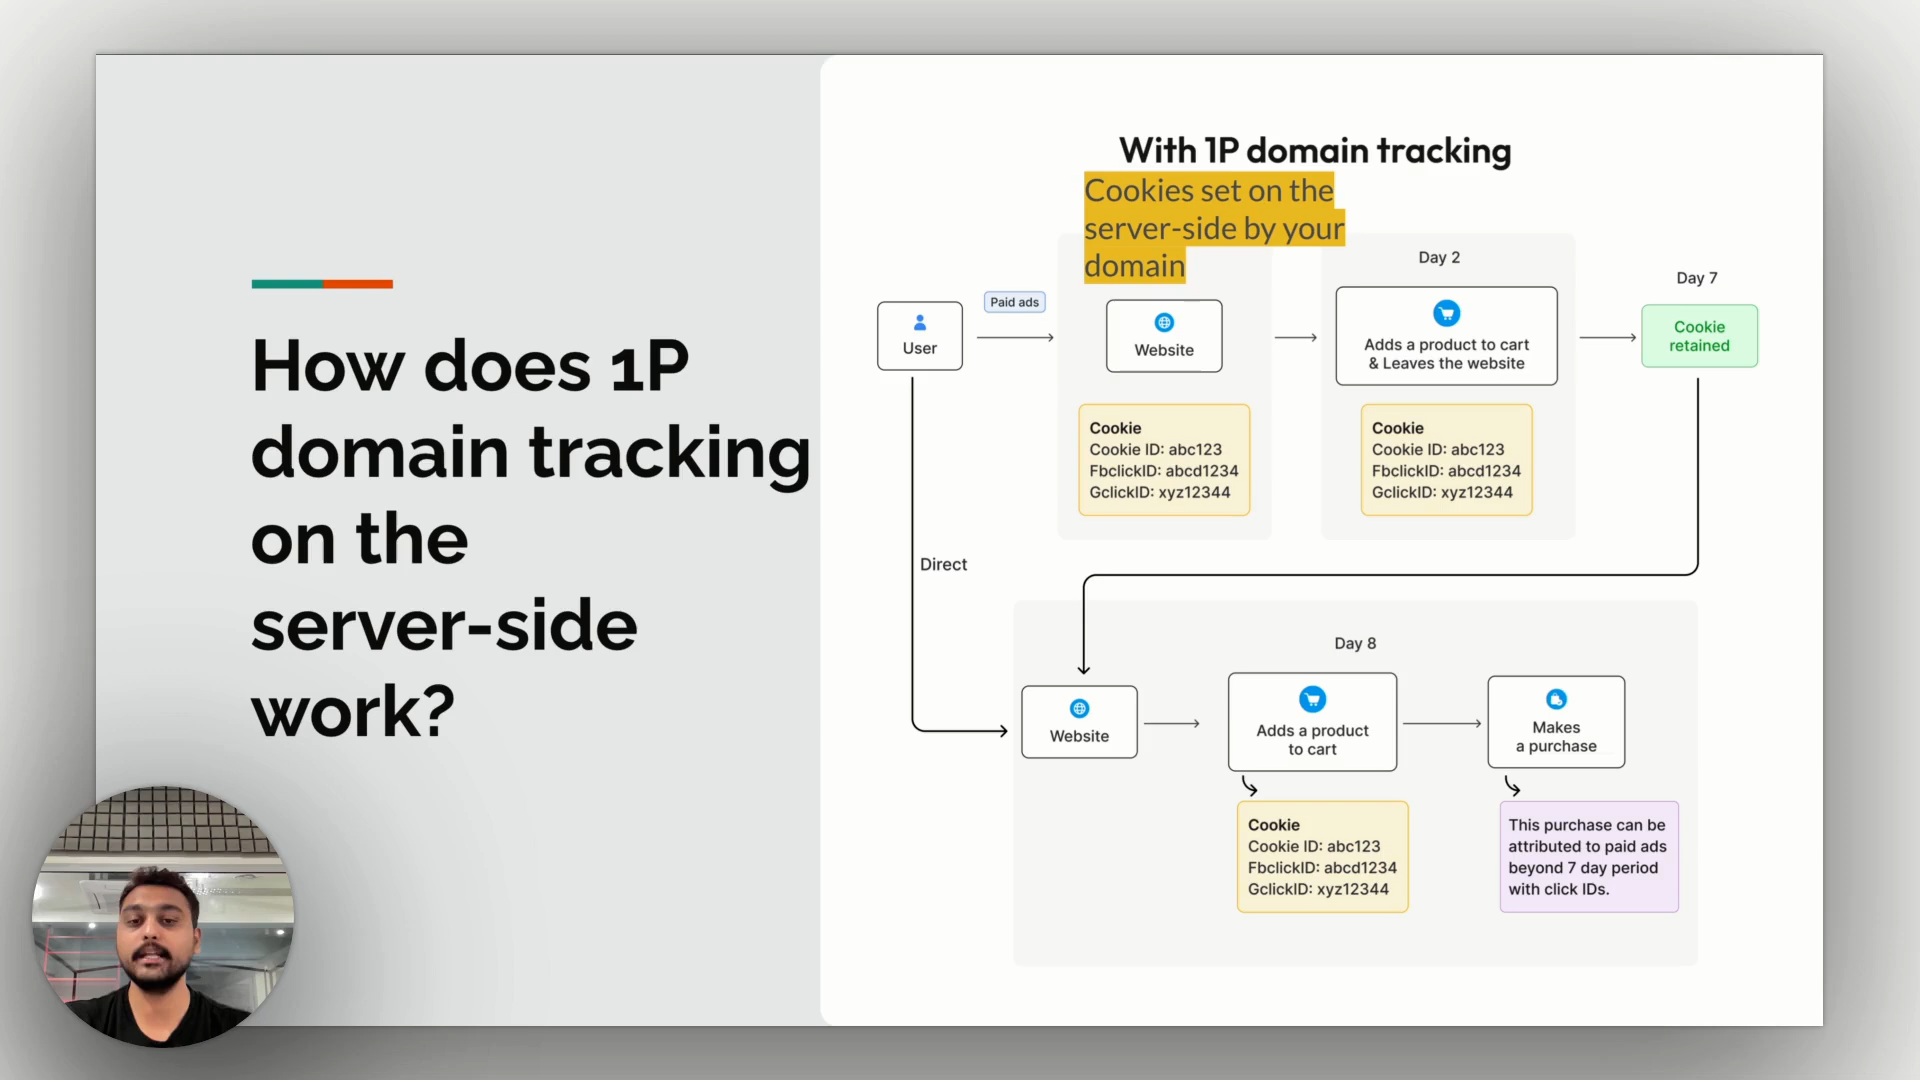 How does 1P
domain tracking
on the
server-side
work?
With 1P domain tracking
Cookies set on the
server-side by your
domain
User
Paid ads
Website
Cookie
Cookie ID: abc123
FbclickID: abcd1234
GclickID: xyz12344
Day 2
Adds a product to cart
& Leaves the website
Cookie
Cookie ID: abc123
FbclickID: abcd1234
GclickID: xyz12344
Day 7
Cookie
retained
Direct
Day 8
Website
Adds a product
to cart
Cookie
Cookie ID: abc123
FbclickID: abcd1234
GclickID: xyz12344
Makes
a purchase
This purchase can be
attributed to paid ads
beyond 7 day period
with click IDs.